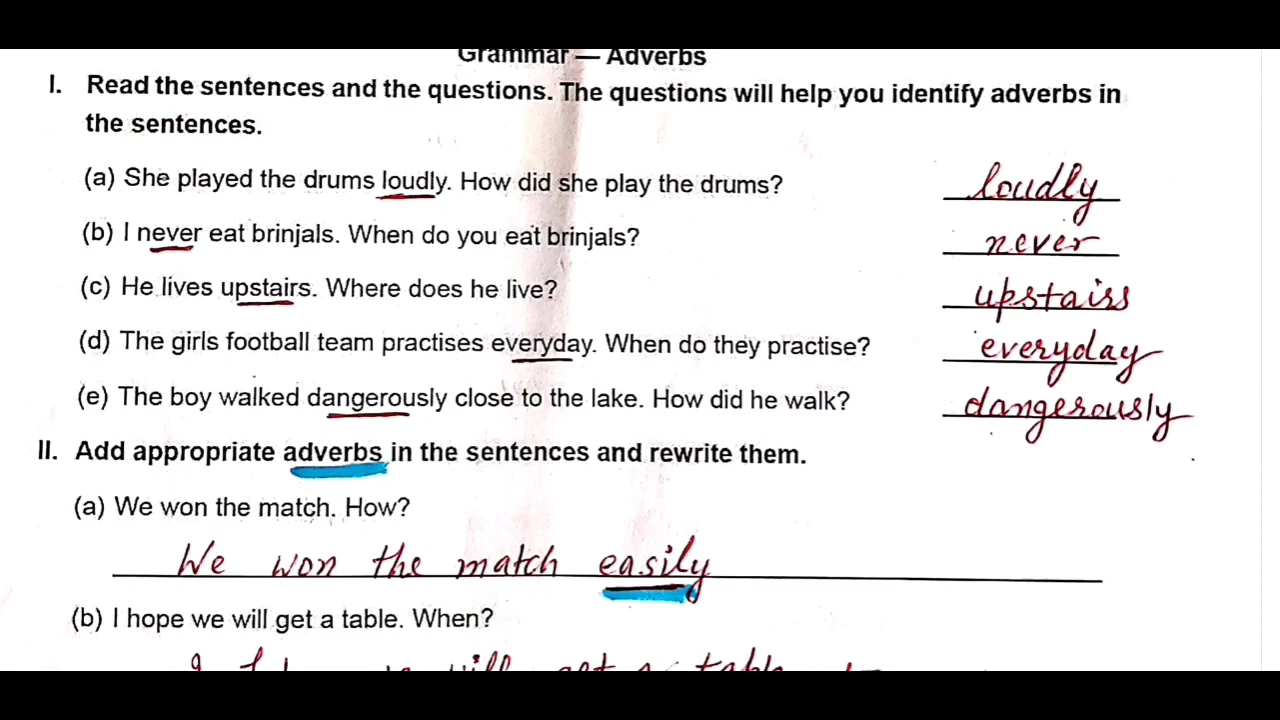 Grammar — Adverbs
I. Read the sentences and the questions. The questions will help you identify adverbs in
the sentences.
(a) She played the drums loudly. How did she play the drums? loudly
(b) I never eat brinjals. When do you eat brinjals? never
(c) He lives upstairs. Where does he live? upstairs
(d) The girls football team practises everyday. When do they practise? everyday
(e) The boy walked dangerously close to the lake. How did he walk? dangerously
II. Add appropriate adverbs in the sentences and rewrite them.
(a) We won the match. How?
We won the match easily
(b) I hope we will get a table. When?
will get a table